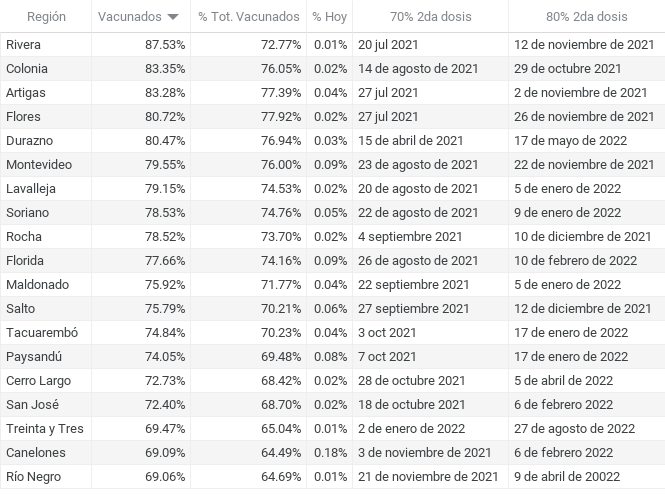 Región Vacunados % Tot. Vacunados % Hoy 70% 2da dosis 80% 2da dosis
Rivera 87.53% 72.77% 0.01% 20 jul 2021 12 de noviembre de 2021
Colonia 83.35% 76.05% 0.02% 14 de agosto de 2021 29 de octubre 2021
Artigas 83.28% 77.39% 0.04% 27 jul 2021 2 de noviembre de 2021
Flores 80.72% 77.92% 0.02% 27 jul 2021 26 de noviembre de 2021
Durazno 80.47% 76.94% 0.03% 15 de abril de 2021 17 de mayo de 2022
Montevideo 79.55% 76.00% 0.09% 23 de agosto de 2021 22 de noviembre de 2021
Lavalleja 79.15% 74.53% 0.02% 20 de agosto de 2021 5 de enero de 2022
Soriano 78.53% 74.76% 0.05% 22 de agosto de 2021 9 de enero de 2022
Rocha 78.52% 73.70% 0.02% 4 septiembre 2021 10 de diciembre de 2021
Florida 77.66% 74.16% 0.09% 26 de agosto de 2021 10 de febrero de 2022
Maldonado 75.92% 71.77% 0.04% 22 septiembre 2021 5 de enero de 2022
Salto 75.79% 70.21% 0.06% 27 septiembre 2021 12 de diciembre de 2021
Tacuarembó 74.84% 70.23% 0.04% 3 oct 2021 17 de enero de 2022
Paysandú 74.05% 69.48% 0.08% 7 oct 2021 17 de enero de 2022
Cerro Largo 72.73% 68.42% 0.02% 28 de octubre 2021 5 de abril de 2022
San José 72.40% 68.70% 0.02% 18 de octubre 2021 6 de febrero 2022
Treinta y Tres 69.47% 65.04% 0.01% 2 de enero de 2022 27 de agosto de 2022
Canelones 69.09% 64.49% 0.18% 3 de noviembre de 2021 6 de febrero 2022
Río Negro 69.06% 64.69% 0.01% 21 de noviembre de 2021 9 de abril de 20022